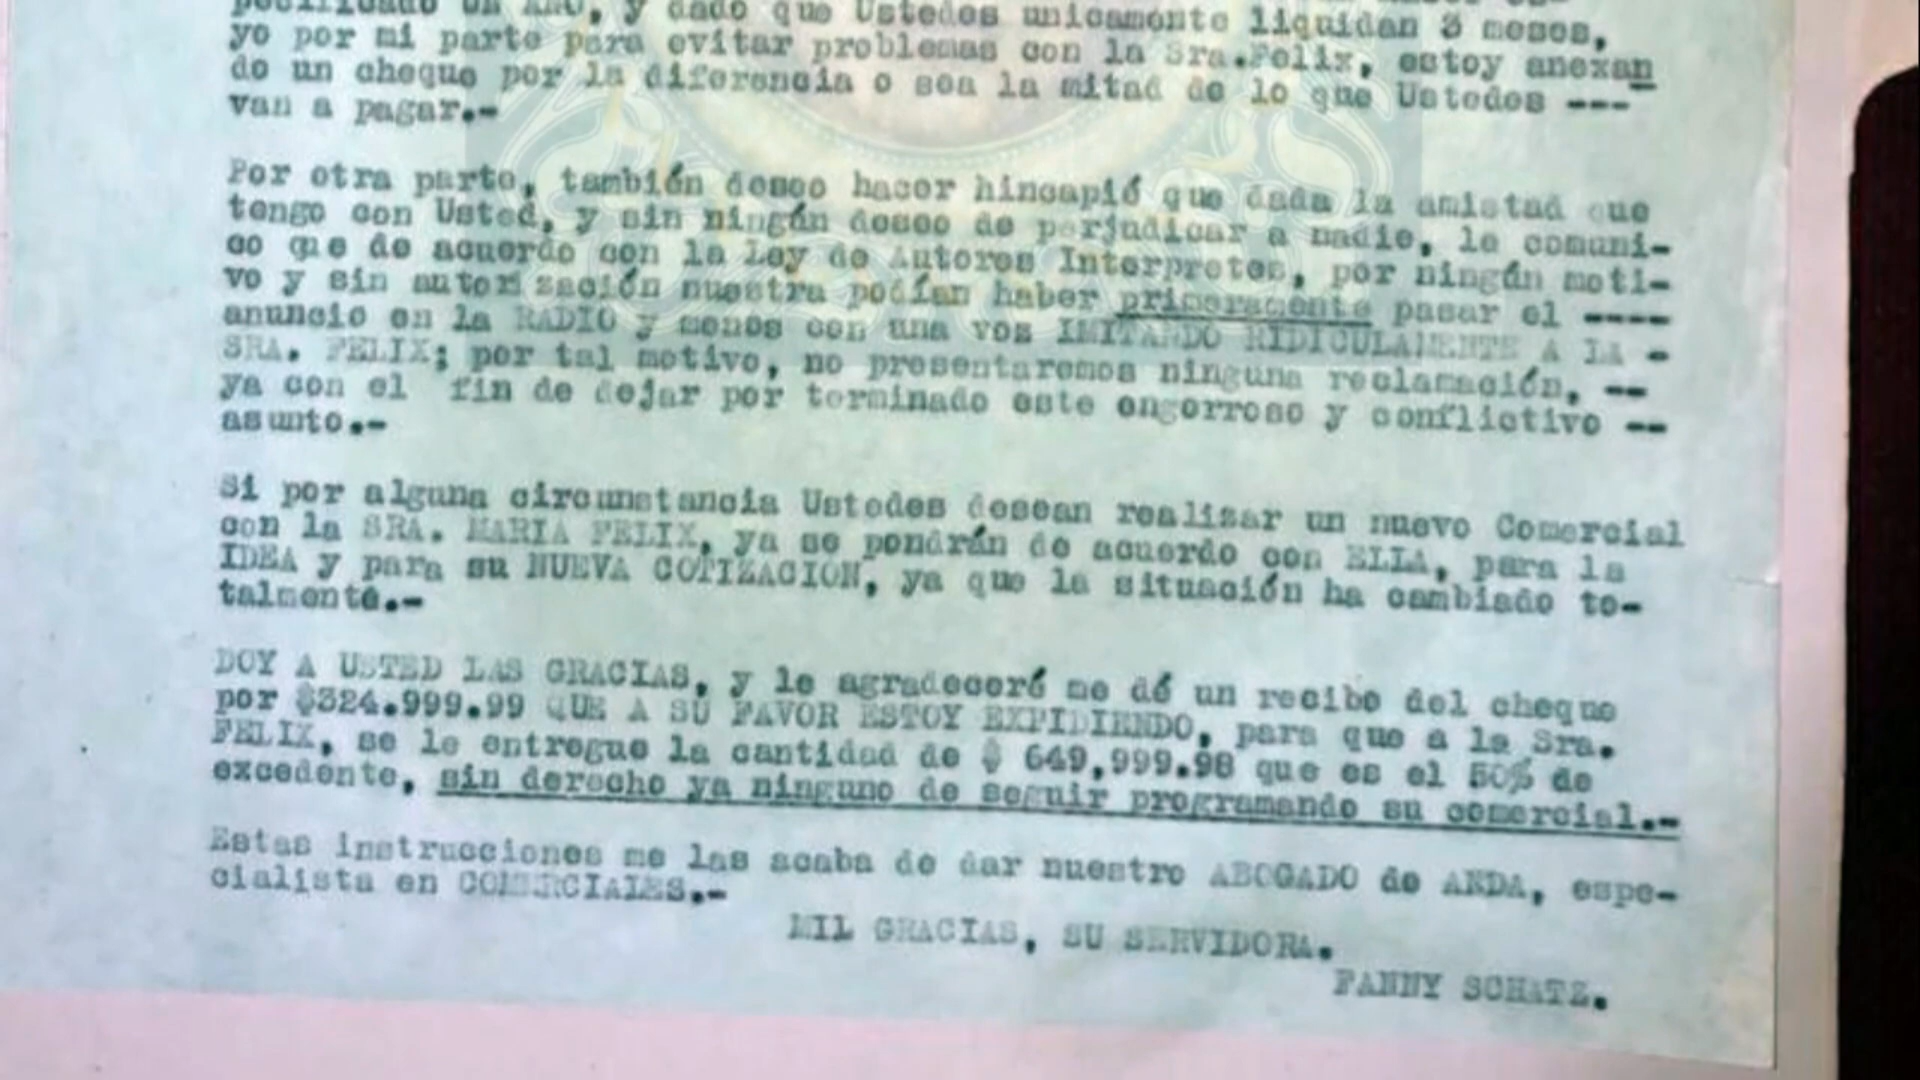 pecificado UN AÑO, y dado que Ustedes unicamente liquidan 3 meses,
yo por mi parte para evitar problemas con la Sra.Felix, estoy anexan
do un cheque por la diferencia o sea la mitad de lo que Ustedes ---
van a pagar.-
Por otra parte, también deseo hacer hincapié que dada la amistad que
tengo con Usted, y sin ningún deseo de perjudicar a nadie, le comuni-
co que de acuerdo con la Ley de Autores Interpretes, por ningún moti-
vo y sin autorización nuestra podían haber primeramente pasar el ----
anuncio en la RADIO y menos con una voz IMITANDO RIDICULAMENTE A LA -
SRA. FELIX; por tal motivo, no presentaremos ninguna reclamación, --
ya con el fin de dejar por terminado este engorroso y conflictivo --
asunto.-
Si por alguna circunstancia Ustedes desean realizar un nuevo Comercial
con la SRA. MARIA FELIX, ya se pondrán de acuerdo con ELLA, para la
IDEA y para su NUEVA COTIZACION, ya que la situación ha cambiado to-
talmente.-
DOY A USTED LAS GRACIAS, y le agradeceré me dé un recibo del cheque
por $324.999.99 QUE A SU FAVOR ESTOY EXPIDIENDO, para que a la Sra.
FELIX, se le entregue la cantidad de $ 649,999.98 que es el 50% de
excedente, sin derecho ya ninguno de seguir programando su comercial.-
Estas instrucciones me las acaba de dar nuestro ABOGADO de ANDA, espe-
cialista en COMERCIALES.-
MIL GRACIAS, SU SERVIDORA.
FANNY SCHATZ.